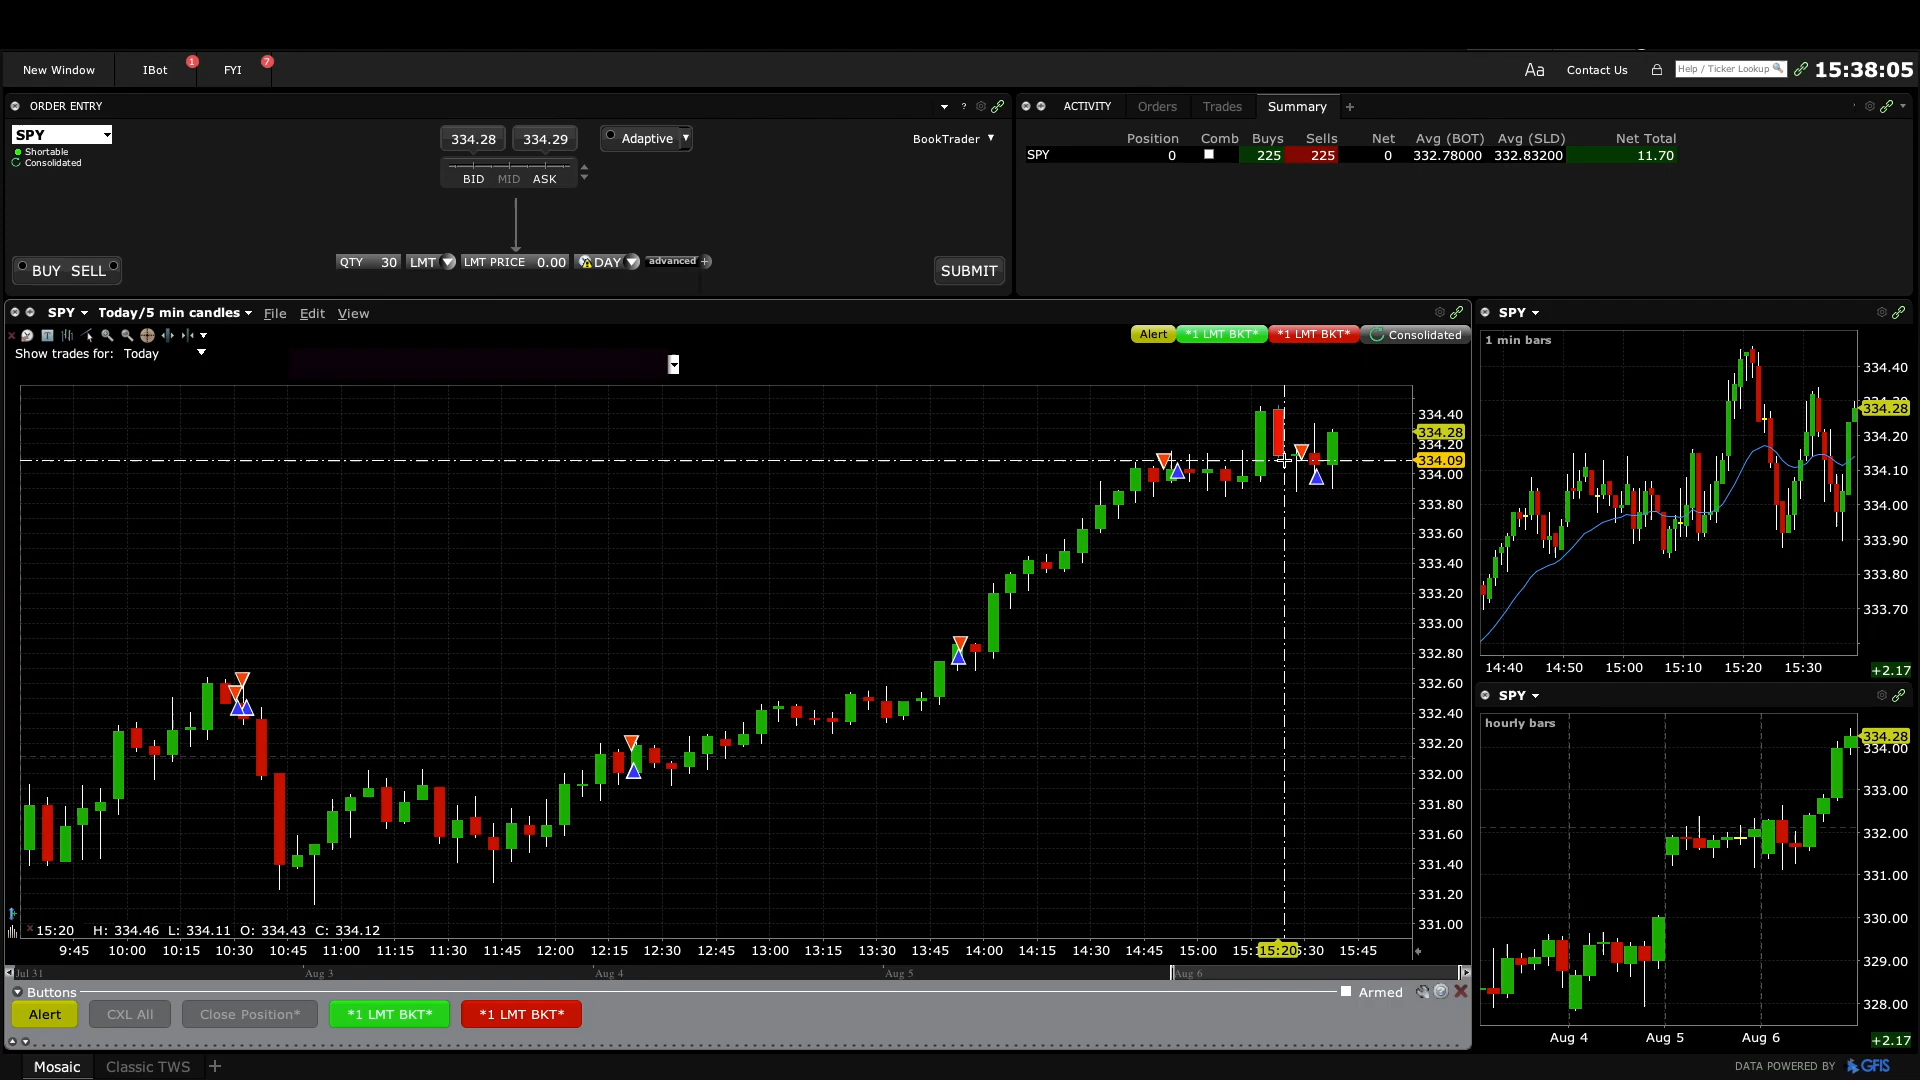 New Window IBot 1 FYI 7 Aa Contact Us Help / Ticker Lookup 15:38:05
ORDER ENTRY ?
SPY
Shortable
Consolidated
334.28 334.29 Adaptive BookTrader
BID MID ASK
BUY SELL QTY 30 LMT LMT PRICE 0.00 DAY advanced + SUBMIT
ACTIVITY Orders Trades Summary +
Position Comb Buys Sells Net Avg (BOT) Avg (SLD) Net Total
SPY 0 225 225 0 332.78000 332.83200 11.70
SPY Today/5 min candles File Edit View
Alert *1 LMT BKT* *1 LMT BKT* Consolidated
Show trades for: Today
334.40
334.28
334.20
334.09
334.00
333.80
333.60
333.40
333.20
333.00
332.80
332.60
332.40
332.20
332.00
331.80
331.60
331.40
331.20
331.00
15:20 H: 334.46 L: 334.11 O: 334.43 C: 334.12
9:45 10:00 10:15 10:30 10:45 11:00 11:15 11:30 11:45 12:00 12:15 12:30 12:45 13:00 13:15 13:30 13:45 14:00 14:15 14:30 14:45 15:00 15:20 15:45
Jul 31 Aug 3 Aug 4 Aug 5 Aug 6
Buttons Armed
Alert CXL All Close Position* *1 LMT BKT* *1 LMT BKT*
SPY
1 min bars
334.40
334.28
334.20
334.10
334.00
333.90
333.80
333.70
14:40 14:50 15:00 15:10 15:20 15:30 +2.17
SPY
hourly bars
334.28
334.00
333.00
332.00
331.00
330.00
329.00
328.00
Aug 4 Aug 5 Aug 6 +2.17
Mosaic Classic TWS + DATA POWERED BY GFIS